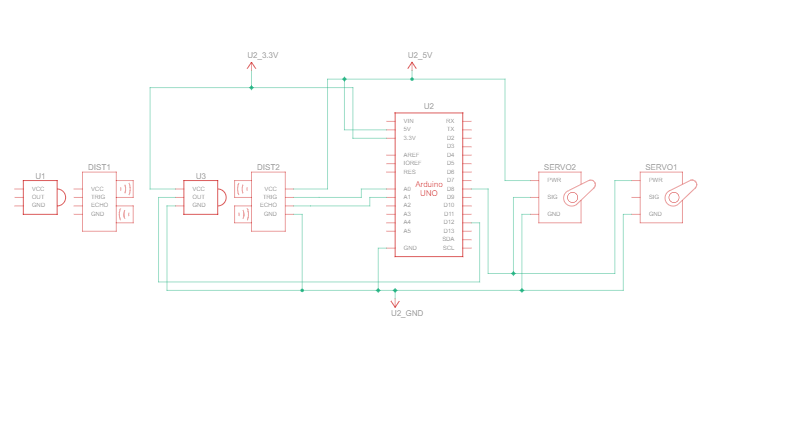 U2_3.3V
U2_5V
U2
VIN
5V
3.3V
AREF
IOREF
RES
A0
A1
A2
A3
A4
A5
GND
RX
TX
D2
D3
D4
D5
D6
D7
D8
D9
D10
D11
D12
D13
SDA
SCL
Arduino
UNO
U1
VCC
OUT
GND
DIST1
VCC
TRIG
ECHO
GND
U3
VCC
OUT
GND
DIST2
VCC
TRIG
ECHO
GND
SERVO2
PWR
SIG
GND
SERVO1
PWR
SIG
GND
U2_GND